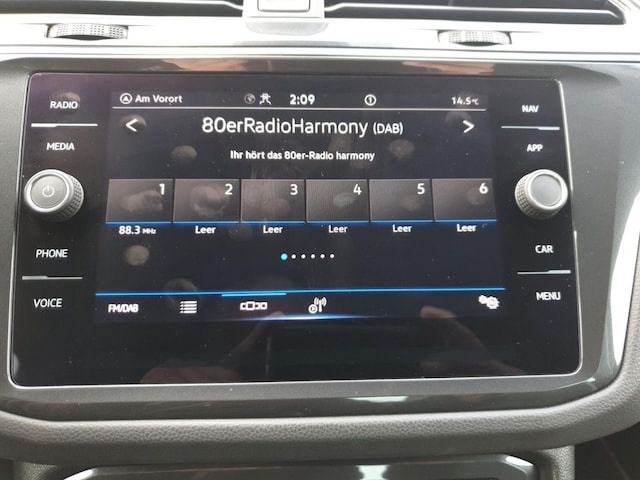 RADIO
MEDIA
PHONE
VOICE
Am Vorort 2:09 14.5°C
80erRadioHarmony (DAB)
Ihr hört das 80er-Radio harmony
1 2 3 4 5 6
88.3 MHz Leer Leer Leer Leer Leer
FM/DAB
NAV
APP
CAR
MENU